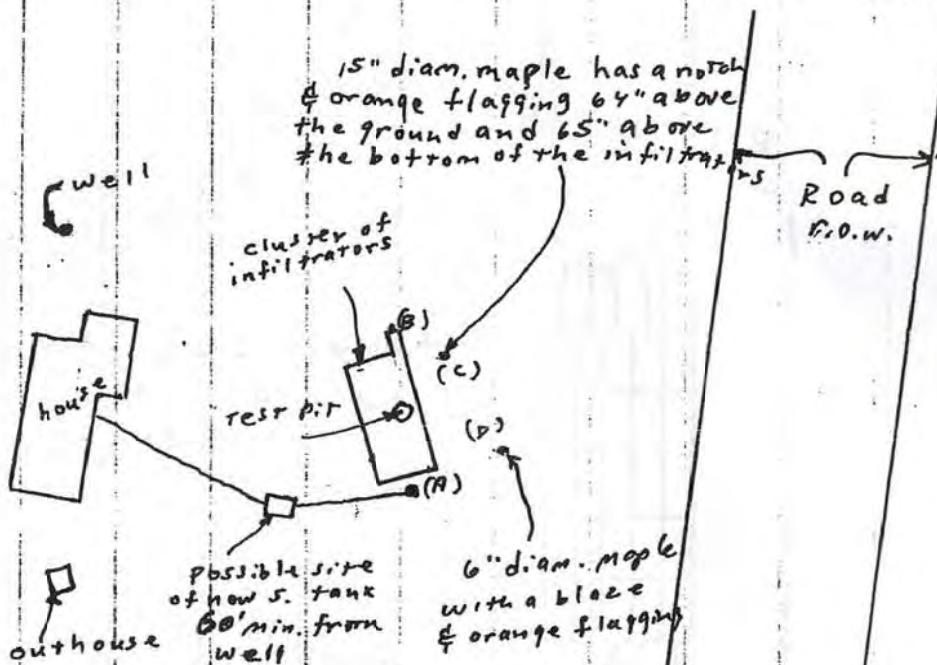 15" diam. maple has a notch
& orange flagging 64" above
the ground and 65" above
the bottom of the infiltrators
well
Road
r.o.w.
cluster of
infiltrators
(B)
(C)
house
test pit
(D)
(A)
possible site
of new s. tank
60' min. from
well
6" diam. maple
with a blaze
& orange flagging
outhouse